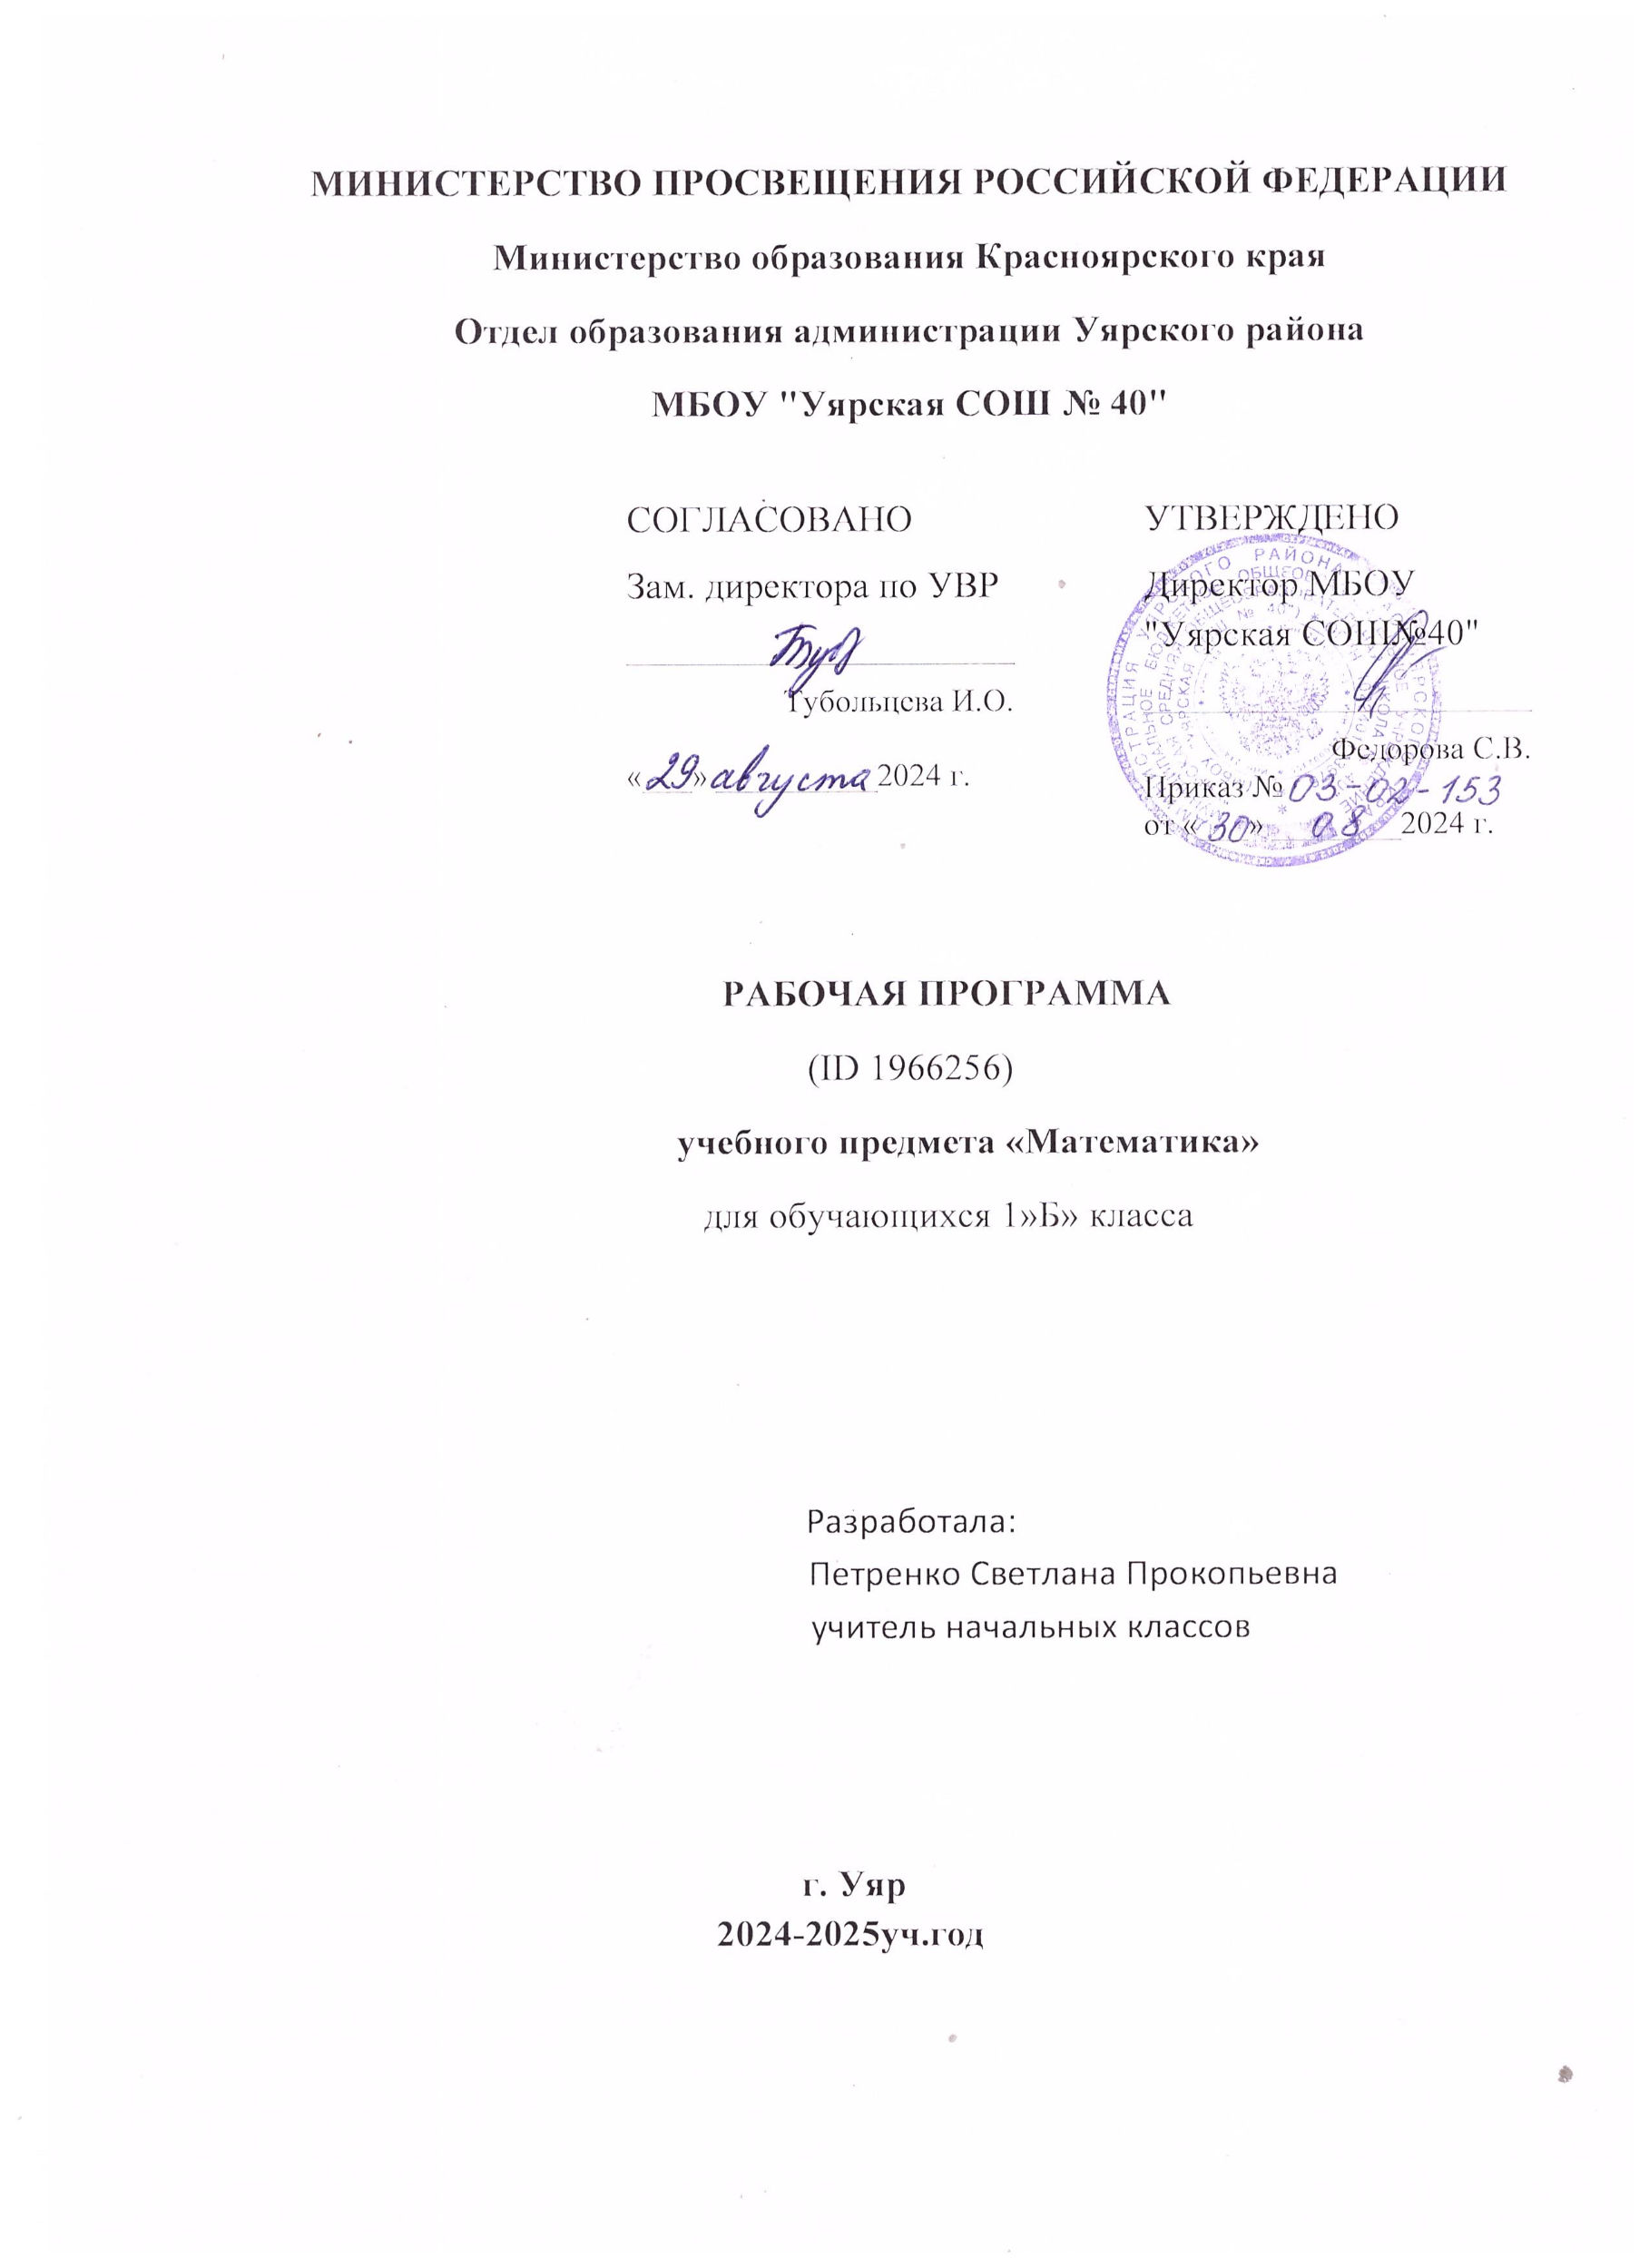 МИНИСТЕРСТВО ПРОСВЕЩЕНИЯ РОССИЙСКОЙ ФЕДЕРАЦИИ
Министерство образования Красноярского края
Отдел образования администрации Уярского района
МБОУ "Уярская СОШ № 40"
СОГЛАСОВАНО
Зам. директора по УВР
Тубольцева И.О.
«29» августа 2024 г.
УТВЕРЖДЕНО
Директор МБОУ
"Уярская СОШ№40"
Федорова С.В.
Приказ № 03-02-153
от «30» 08 2024 г.
РАБОЧАЯ ПРОГРАММА
(ID 1966256)
учебного предмета «Математика»
для обучающихся 1»Б» класса
Разработала:
Петренко Светлана Прокопьевна
учитель начальных классов
г. Уяр
2024-2025уч.год